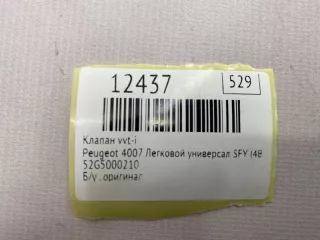 12437
529
Клапан vvt-i
Peugeot 4007 Легковой универсал SFY (4B
52G5000210
Б/у, оригинал